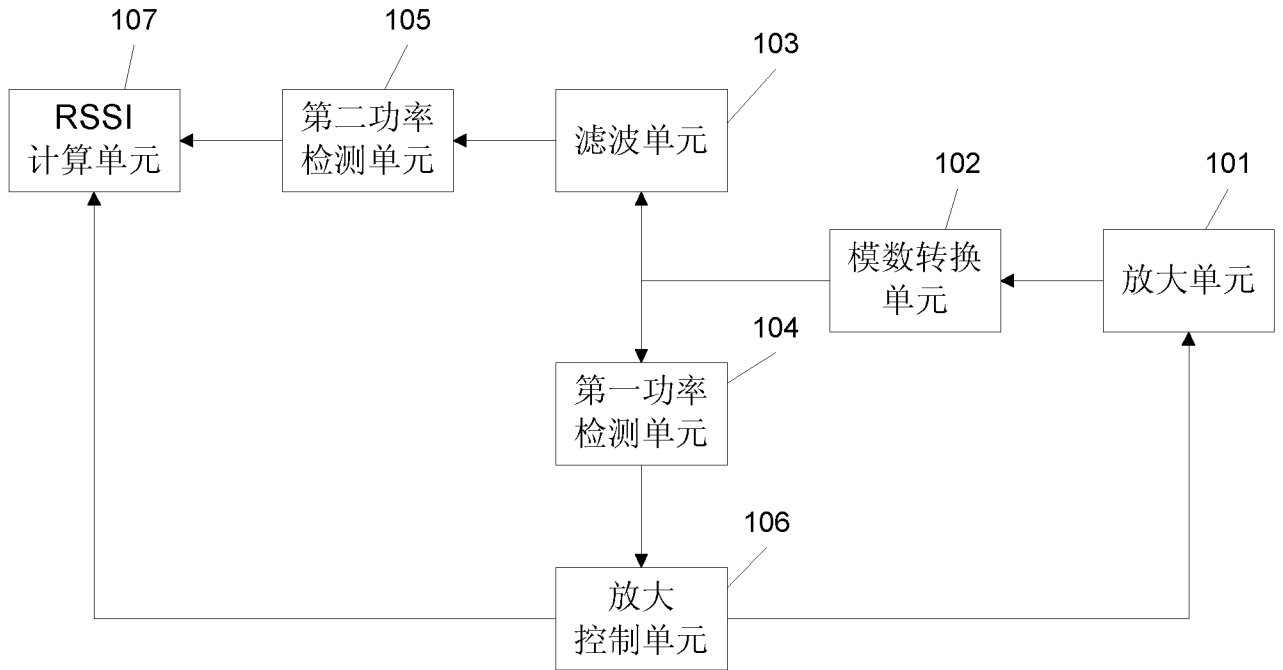 107
105
103
RSSI
计算单元
第二功率
检测单元
滤波单元
102
101
模数转换
单元
放大单元
104
第一功率
检测单元
106
放大
控制单元